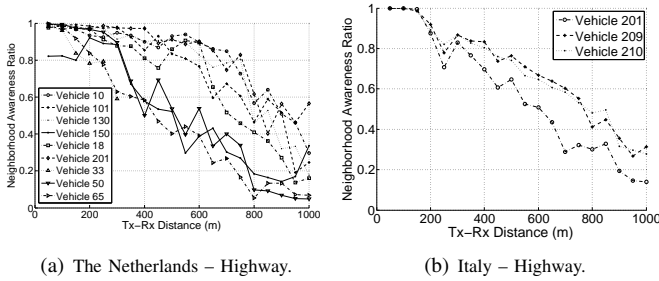 Neighborhood Awareness Ratio
1
0.8
0.6
0.4
0.2
0
0 200 400 600 800 1000
Tx−Rx Distance (m)
Vehicle 10
Vehicle 101
Vehicle 130
Vehicle 150
Vehicle 18
Vehicle 201
Vehicle 33
Vehicle 50
Vehicle 65
(a) The Netherlands – Highway.
Neighborhood Awareness Ratio
1
0.8
0.6
0.4
0.2
0
0 200 400 600 800 1000
Tx−Rx Distance (m)
Vehicle 201
Vehicle 209
Vehicle 210
(b) Italy – Highway.